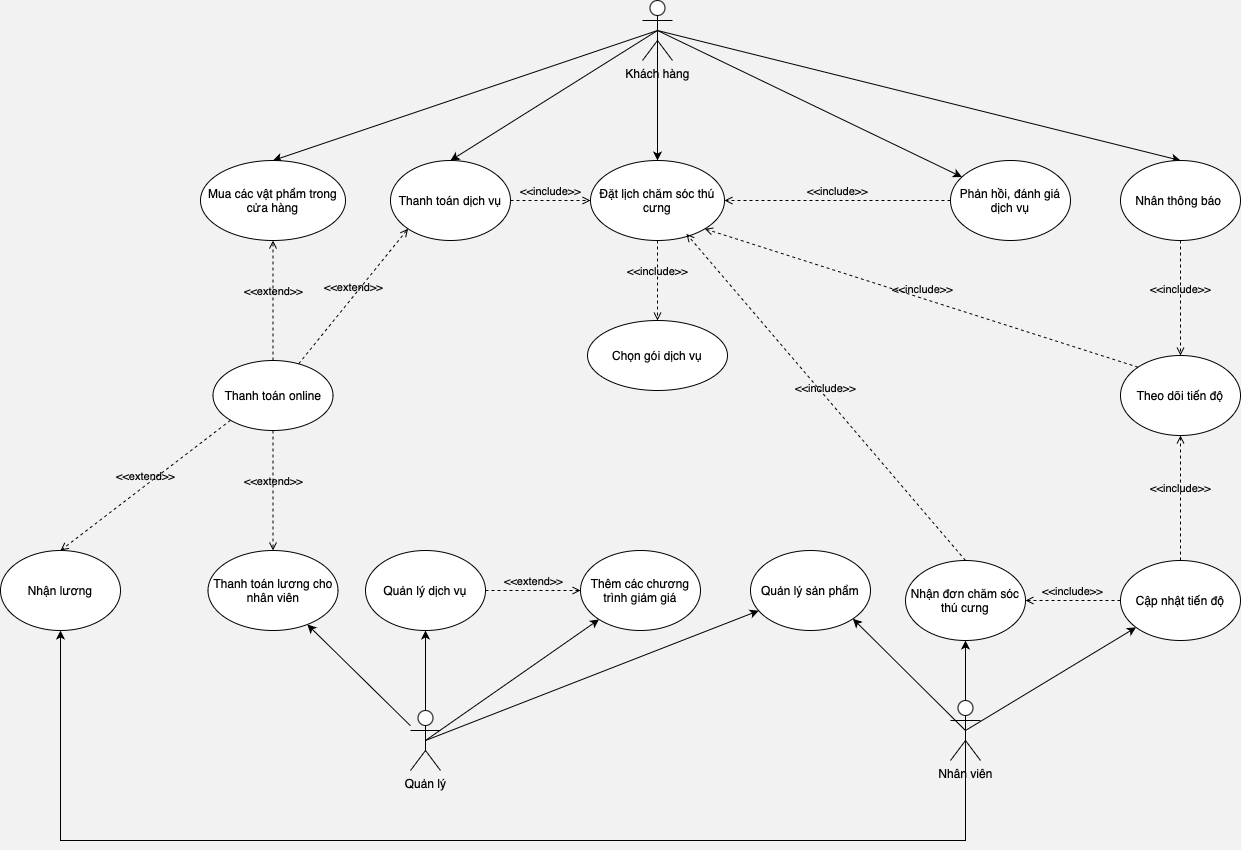 Khách hàng
Mua các vật phẩm trong
cửa hàng
Thanh toán dịch vụ
<<include>>
Đặt lịch chăm sóc thú
cưng
<<include>>
Phản hồi, đánh giá
dịch vụ
Nhân thông báo
<<extend>>
<<extend>>
<<include>>
<<include>>
<<include>>
Chọn gói dịch vụ
Thanh toán online
<<include>>
Theo dõi tiến độ
<<extend>>
<<extend>>
<<include>>
Nhận lương
Thanh toán lương cho
nhân viên
Quản lý dịch vụ
<<extend>>
Thêm các chương
trình giảm giá
Quản lý sản phẩm
Nhận đơn chăm sóc
thú cưng
<<include>>
Cập nhật tiến độ
Quản lý
Nhân viên